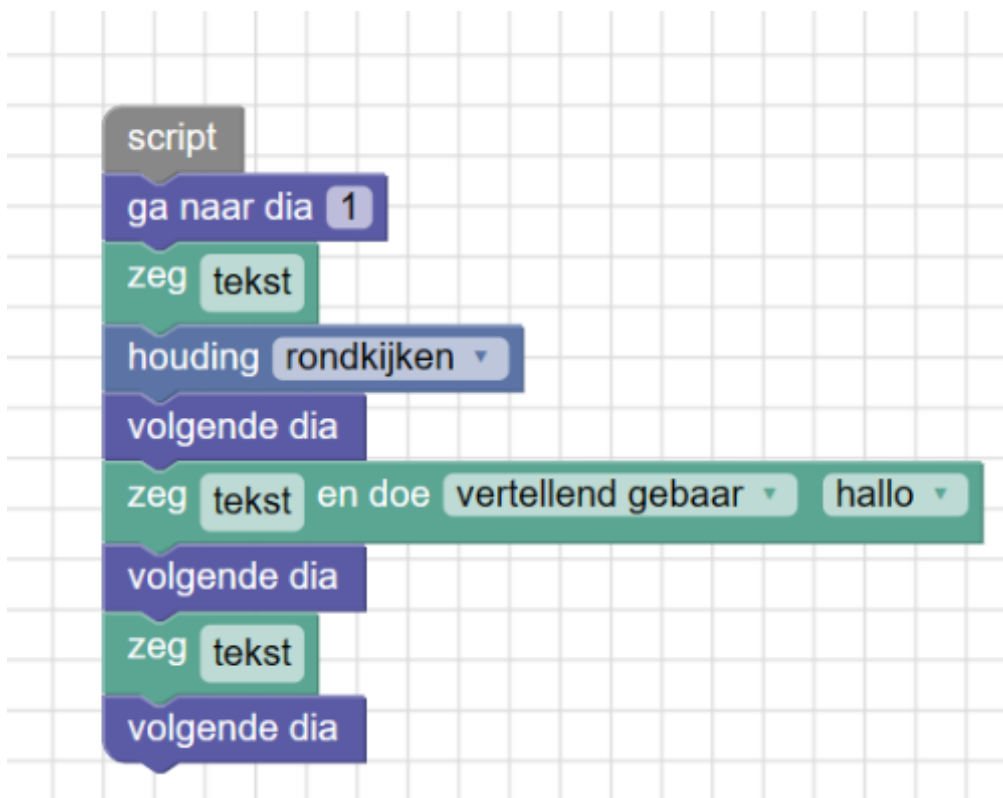 script
ga naar dia 1
zeg tekst
houding rondkijken
volgende dia
zeg tekst en doe vertellend gebaar hallo
volgende dia
zeg tekst
volgende dia